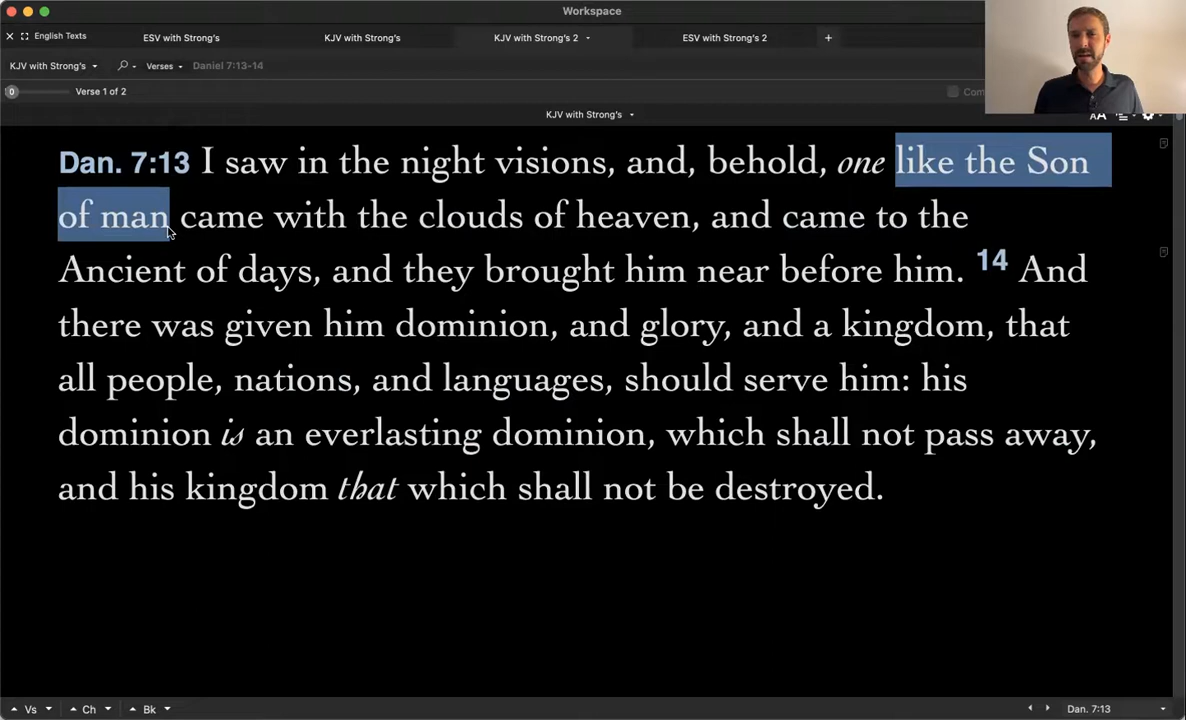 Workspace
English Texts
ESV with Strong's
KJV with Strong's
KJV with Strong's 2
ESV with Strong's 2
+
KJV with Strong's
Verses
Daniel 7:13-14
0
Verse 1 of 2
Com
KJV with Strong's
AA
Dan. 7:13 I saw in the night visions, and, behold, one like the Son
of man came with the clouds of heaven, and came to the
Ancient of days, and they brought him near before him. 14 And
there was given him dominion, and glory, and a kingdom, that
all people, nations, and languages, should serve him: his
dominion is an everlasting dominion, which shall not pass away,
and his kingdom that which shall not be destroyed.
Vs
Ch
Bk
Dan. 7:13